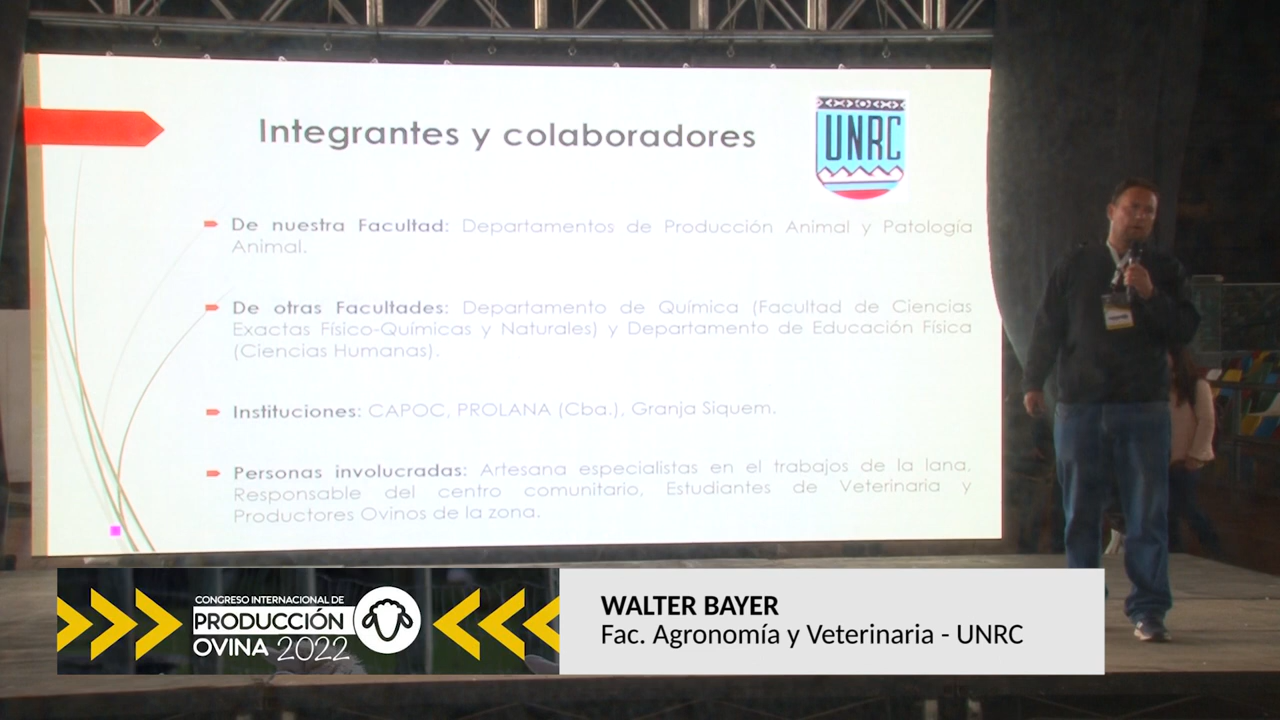 Integrantes y colaboradores
UNRC
De nuestra Facultad: Departamentos de Producción Animal y Patología
Animal.
De otras Facultades: Departamento de Química (Facultad de Ciencias
Exactas Físico-Químicas y Naturales) y Departamento de Educación Física
(Ciencias Humanas).
Instituciones: CAPOC, PROLANA (Cba.), Granja Siquem.
Personas involucradas: Artesana especialistas en el trabajos de la lana.
Responsable del centro comunitario, Estudiantes de Veterinaria y
Productores Ovinos de la zona.
CONGRESO INTERNACIONAL DE
PRODUCCIÓN
OVINA 2022
WALTER BAYER
Fac. Agronomía y Veterinaria - UNRC